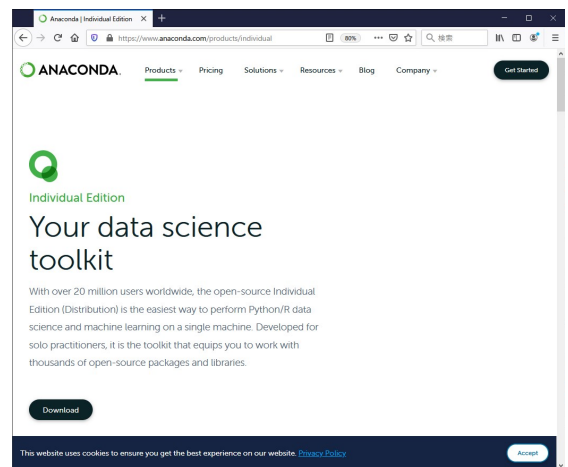 Anaconda | Individual Edition
https://www.anaconda.com/products/individual
80%
検索
ANACONDA.
Products
Pricing
Solutions
Resources
Blog
Company
Get Started
Individual Edition
Your data science
toolkit
With over 20 million users worldwide, the open-source Individual
Edition (Distribution) is the easiest way to perform Python/R data
science and machine learning on a single machine. Developed for
solo practitioners, it is the toolkit that equips you to work with
thousands of open-source packages and libraries.
Download
This website uses cookies to ensure you get the best experience on our website. Privacy Policy
Accept